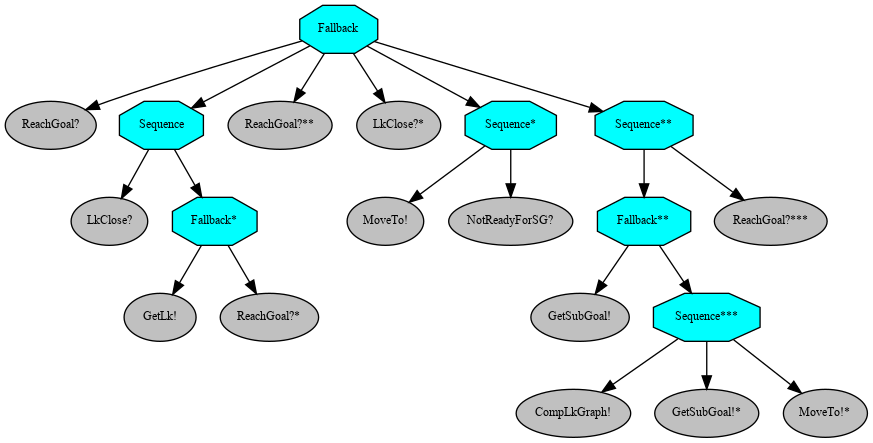 Fallback
ReachGoal?
Sequence
ReachGoal?**
LkClose?*
Sequence*
Sequence**
LkClose?
Fallback*
MoveTo!
NotReadyForSG?
Fallback**
ReachGoal?***
GetLk!
ReachGoal?*
GetSubGoal!
Sequence***
CompLkGraph!
GetSubGoal!*
MoveTo!*